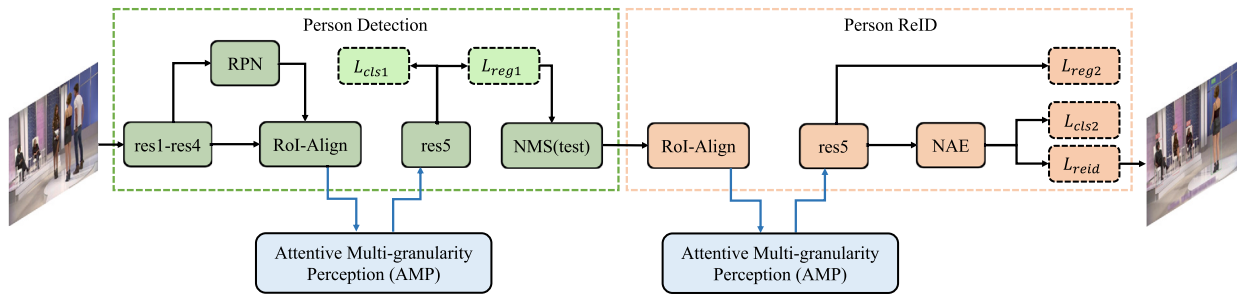 Person Detection
Person ReID
RPN
L_cls1
L_reg1
L_reg2
res1-res4
RoI-Align
res5
NMS(test)
RoI-Align
res5
NAE
L_cls2
L_reid
Attentive Multi-granularity
Perception (AMP)
Attentive Multi-granularity
Perception (AMP)